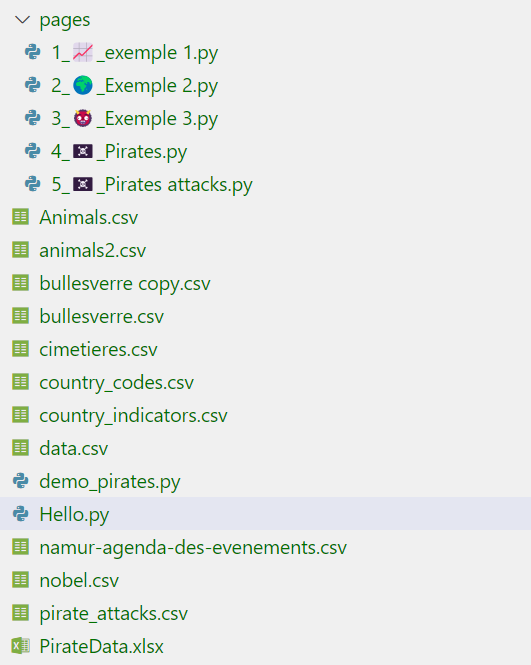 pages
1_📈_exemple 1.py
2_🌍_Exemple 2.py
3_👹_Exemple 3.py
4_🏴‍☠️_Pirates.py
5_🏴‍☠️_Pirates attacks.py
Animals.csv
animals2.csv
bullesverre copy.csv
bullesverre.csv
cimetieres.csv
country_codes.csv
country_indicators.csv
data.csv
demo_pirates.py
Hello.py
namur-agenda-des-evenements.csv
nobel.csv
pirate_attacks.csv
PirateData.xlsx